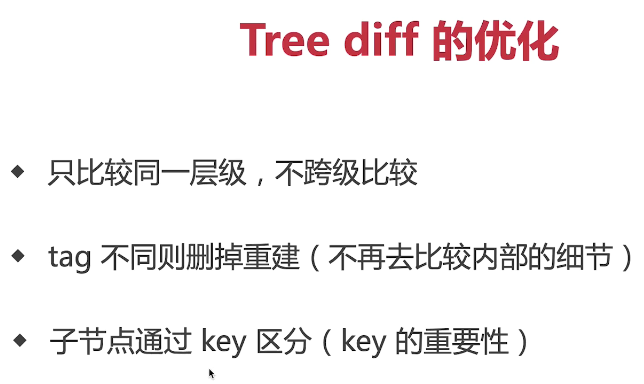 Tree diff 的优化
只比较同一层级，不跨级比较
tag 不同则删掉重建（不再去比较内部的细节）
子节点通过 key 区分（key 的重要性）